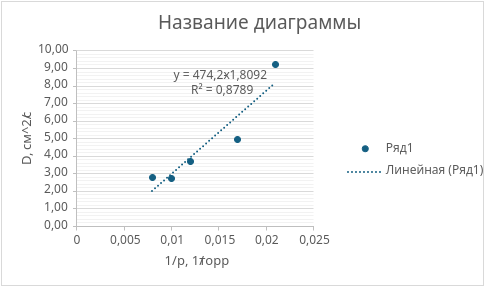 Название диаграммы
10,00
9,00
8,00
7,00
6,00
5,00
4,00
3,00
2,00
1,00
0,00
D, см^2/с
y = 474,2x-1,8092
R² = 0,8789
0 0,005 0,01 0,015 0,02 0,025
1/p, 1/торр
Ряд1
Линейная (Ряд1)